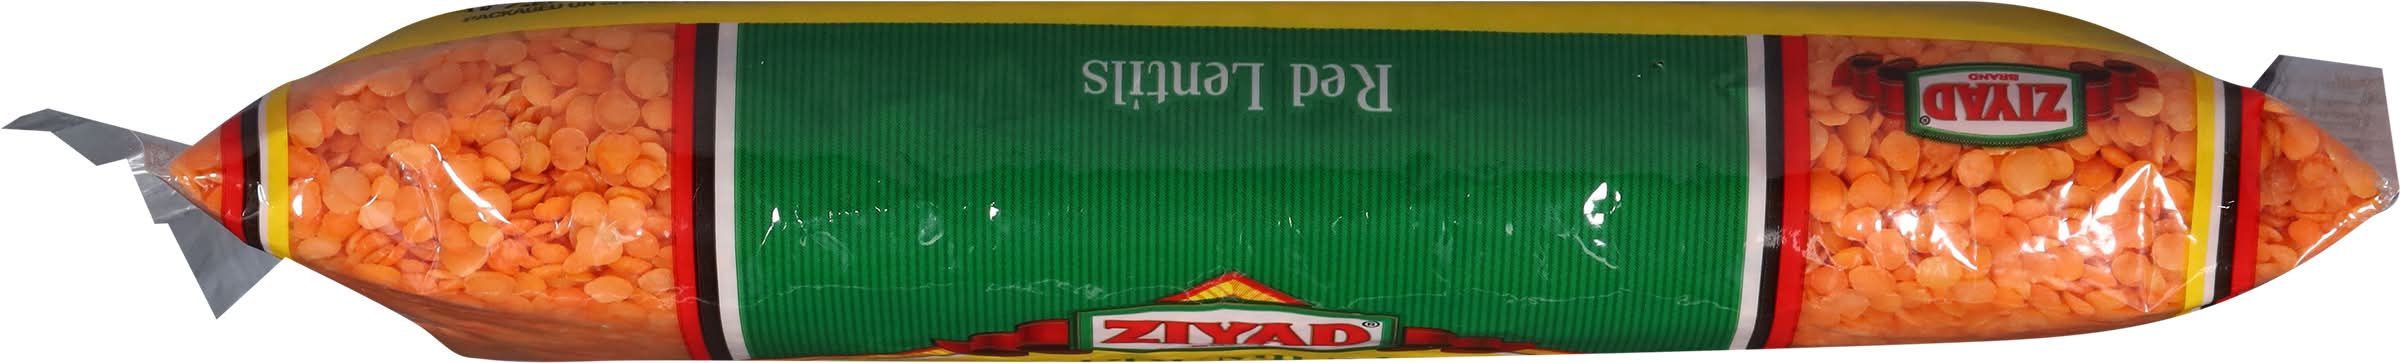 PACKAGED ON
Red Lentils
ZIYAD®
BRAND
ZIYAD®